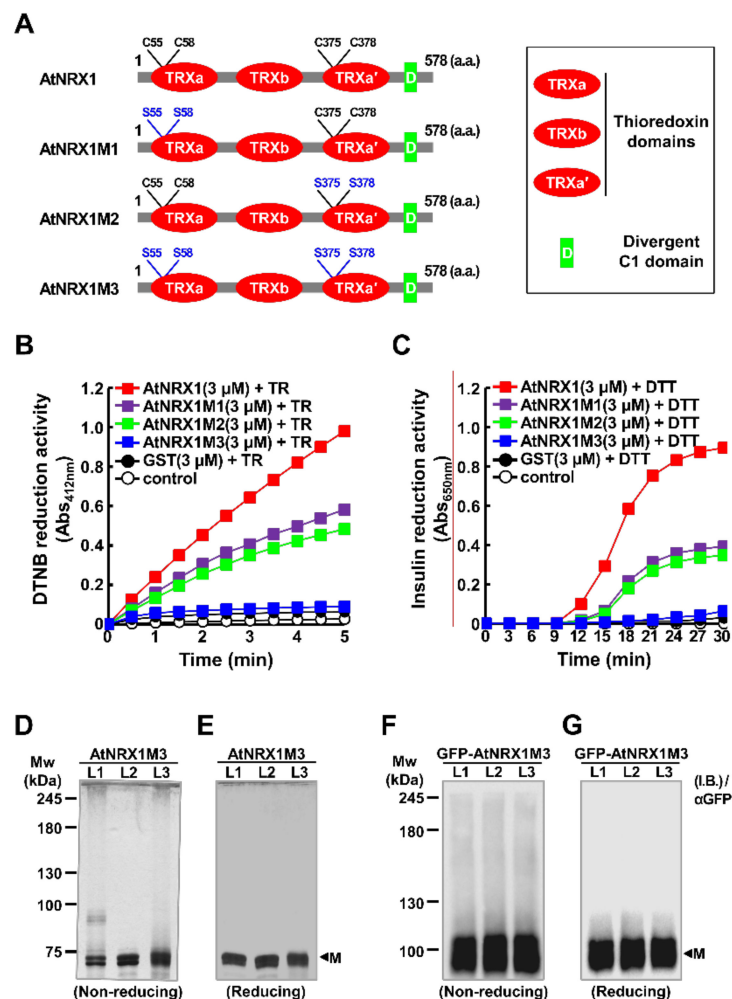 A
C55 C58 C375 C378
1 578 (a.a.)
AtNRX1 TRXa TRXb TRXa′ D
S55 S58 C375 C378
1 578 (a.a.)
AtNRX1M1 TRXa TRXb TRXa′ D
C55 C58 S375 S378
1 578 (a.a.)
AtNRX1M2 TRXa TRXb TRXa′ D
S55 S58 S375 S378
1 578 (a.a.)
AtNRX1M3 TRXa TRXb TRXa′ D
TRXa
TRXb
TRXa′
Thioredoxin
domains
D
Divergent
C1 domain
B
DTNB reduction activity
(Abs412nm)
1.2
1.0
0.8
0.6
0.4
0.2
0
AtNRX1(3 μM) + TR
AtNRX1M1(3 μM) + TR
AtNRX1M2(3 μM) + TR
AtNRX1M3(3 μM) + TR
GST(3 μM) + TR
control
0 1 2 3 4 5
Time (min)
C
Insulin reduction activity
(Abs650nm)
1.2
1.0
0.8
0.6
0.4
0.2
0
AtNRX1(3 μM) + DTT
AtNRX1M1(3 μM) + DTT
AtNRX1M2(3 μM) + DTT
AtNRX1M3(3 μM) + DTT
GST(3 μM) + DTT
control
0 3 6 9 12 15 18 21 24 27 30
Time (min)
D
Mw
(kDa)
AtNRX1M3
L1 L2 L3
245
180
130
100
75
(Non-reducing)
E
AtNRX1M3
L1 L2 L3
M
(Reducing)
F
Mw
(kDa)
GFP-AtNRX1M3
L1 L2 L3
245
180
130
100
(Non-reducing)
G
GFP-AtNRX1M3
L1 L2 L3
(I.B.)/
αGFP
M
(Reducing)